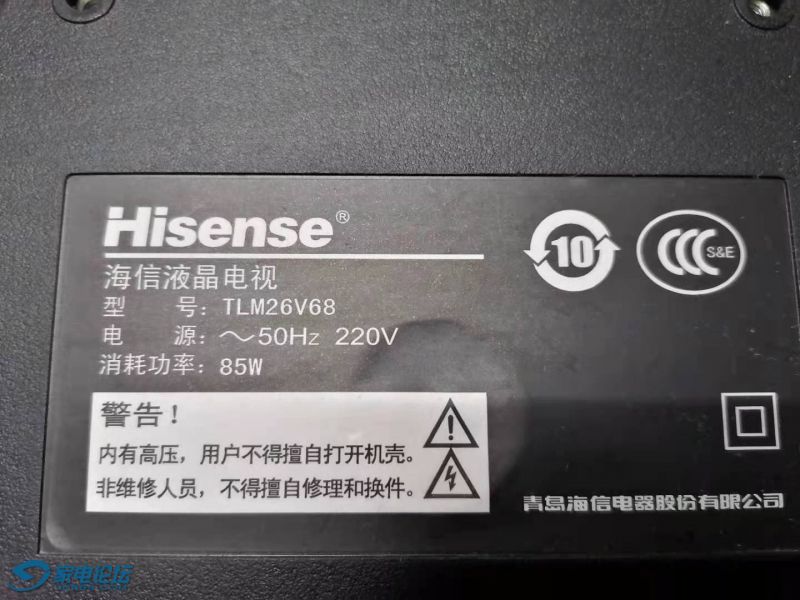 Hisense®
10
CCC S&E
海信液晶电视
型 号：TLM26V68
电 源：～50Hz 220V
消耗功率：85W
警告！
内有高压，用户不得擅自打开机壳。
非维修人员，不得擅自修理和换件。
青岛海信电器股份有限公司
家电论坛